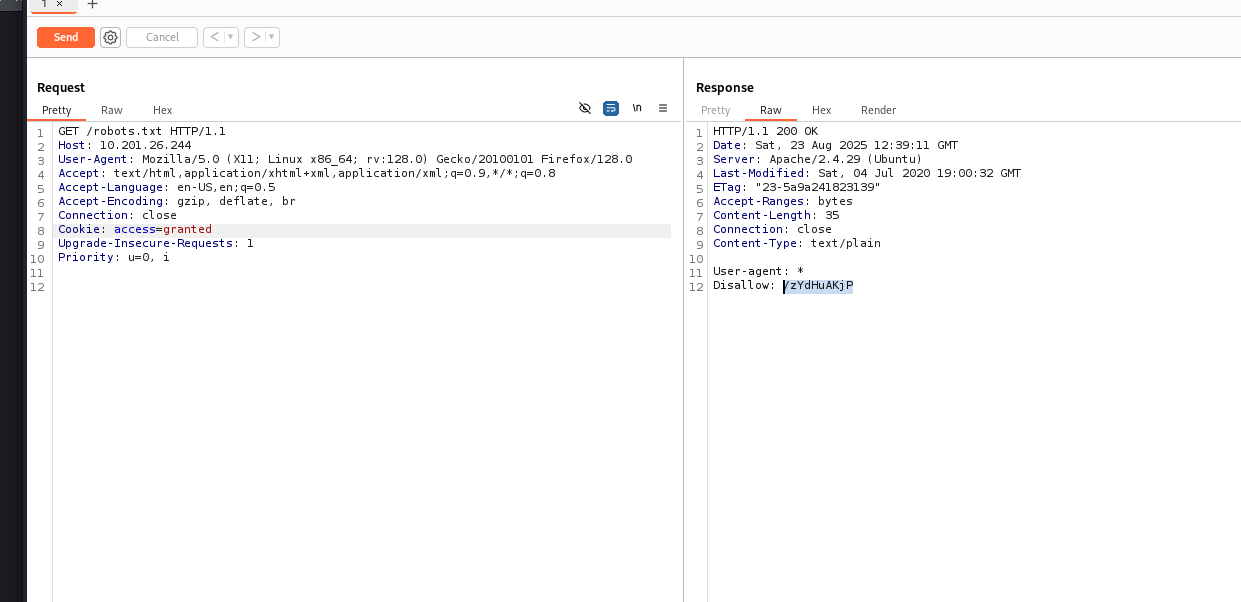 1 × +
Send Cancel < ▾ > ▾
Request
Pretty Raw Hex \n
1 GET /robots.txt HTTP/1.1
2 Host: 10.201.26.244
3 User-Agent: Mozilla/5.0 (X11; Linux x86_64; rv:128.0) Gecko/20100101 Firefox/128.0
4 Accept: text/html,application/xhtml+xml,application/xml;q=0.9,*/*;q=0.8
5 Accept-Language: en-US,en;q=0.5
6 Accept-Encoding: gzip, deflate, br
7 Connection: close
8 Cookie: access=granted
9 Upgrade-Insecure-Requests: 1
10 Priority: u=0, i
11
12
Response
Pretty Raw Hex Render
1 HTTP/1.1 200 OK
2 Date: Sat, 23 Aug 2025 12:39:11 GMT
3 Server: Apache/2.4.29 (Ubuntu)
4 Last-Modified: Sat, 04 Jul 2020 19:00:32 GMT
5 ETag: "23-5a9a241823139"
6 Accept-Ranges: bytes
7 Content-Length: 35
8 Connection: close
9 Content-Type: text/plain
10
11 User-agent: *
12 Disallow: /zYdHuAKjP